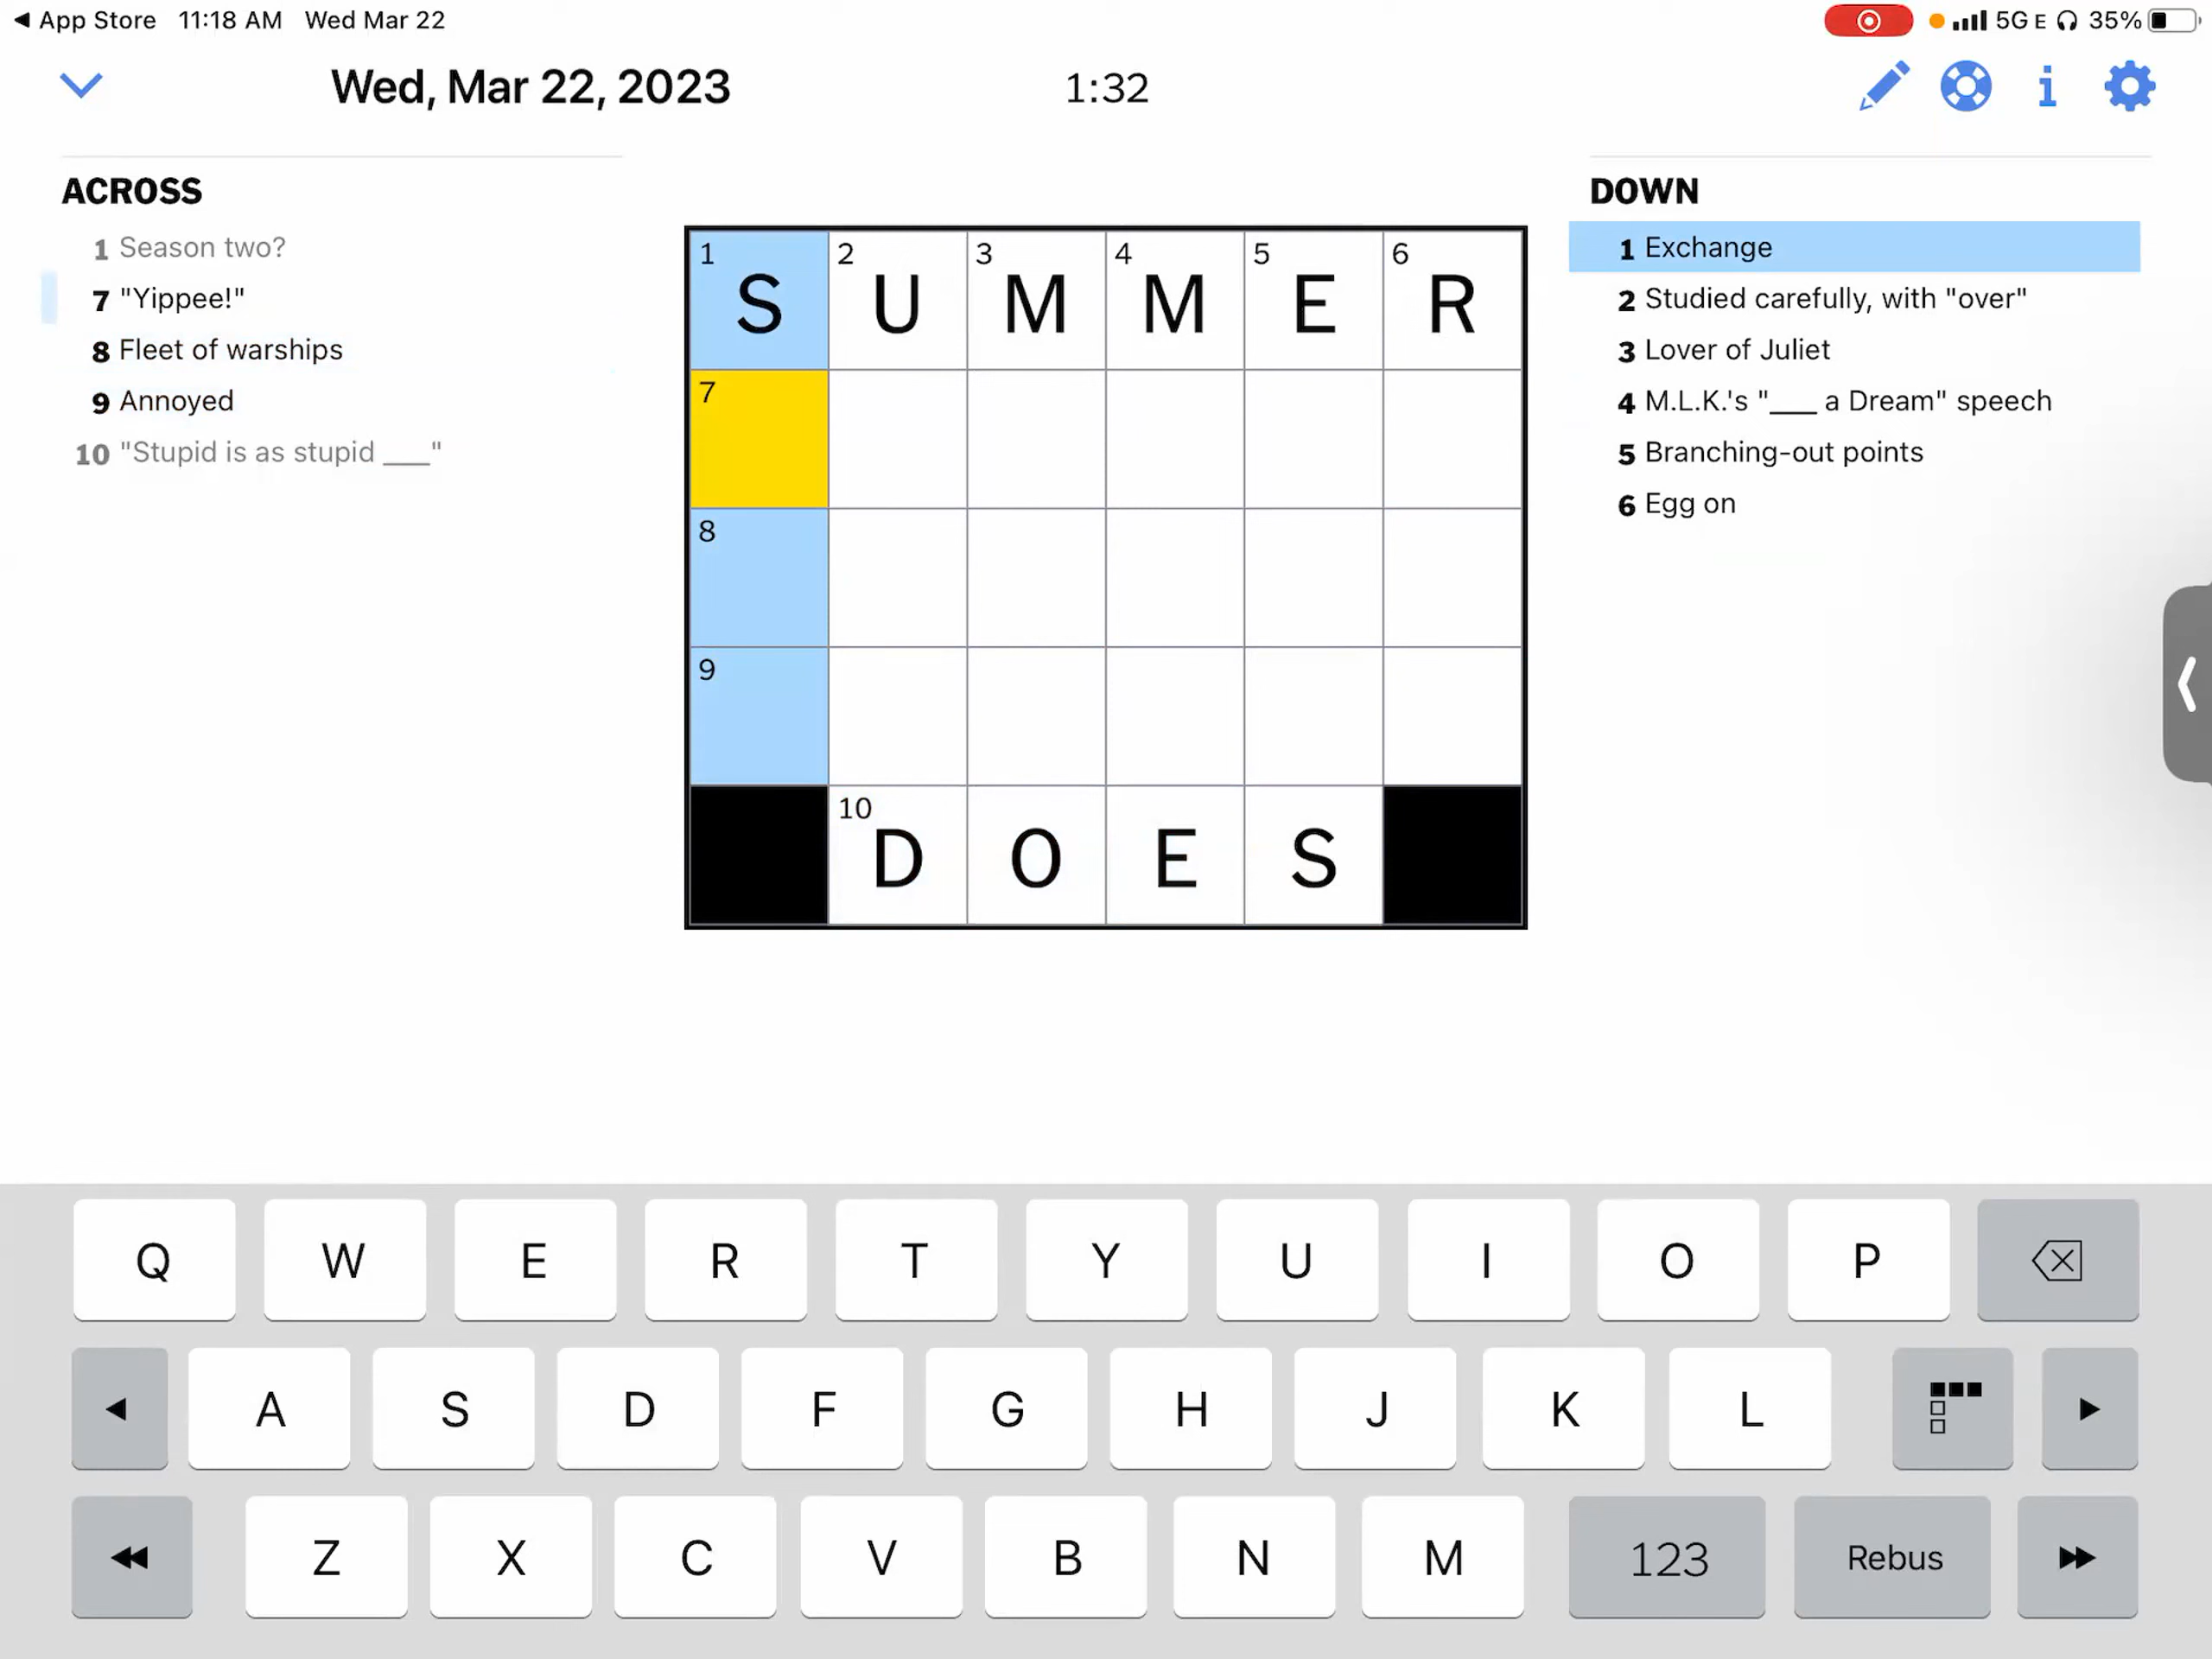 ◀ App Store 11:18 AM Wed Mar 22 5G E 35%
Wed, Mar 22, 2023 1:32
ACROSS
1 Season two?
7 "Yippee!"
8 Fleet of warships
9 Annoyed
10 "Stupid is as stupid ___"
1 S 2 U 3 M 4 M 5 E 6 R
7
8
9
10 D O E S
DOWN
1 Exchange
2 Studied carefully, with "over"
3 Lover of Juliet
4 M.L.K.'s "___ a Dream" speech
5 Branching-out points
6 Egg on
Q W E R T Y U I O P
A S D F G H J K L
Z X C V B N M 123 Rebus